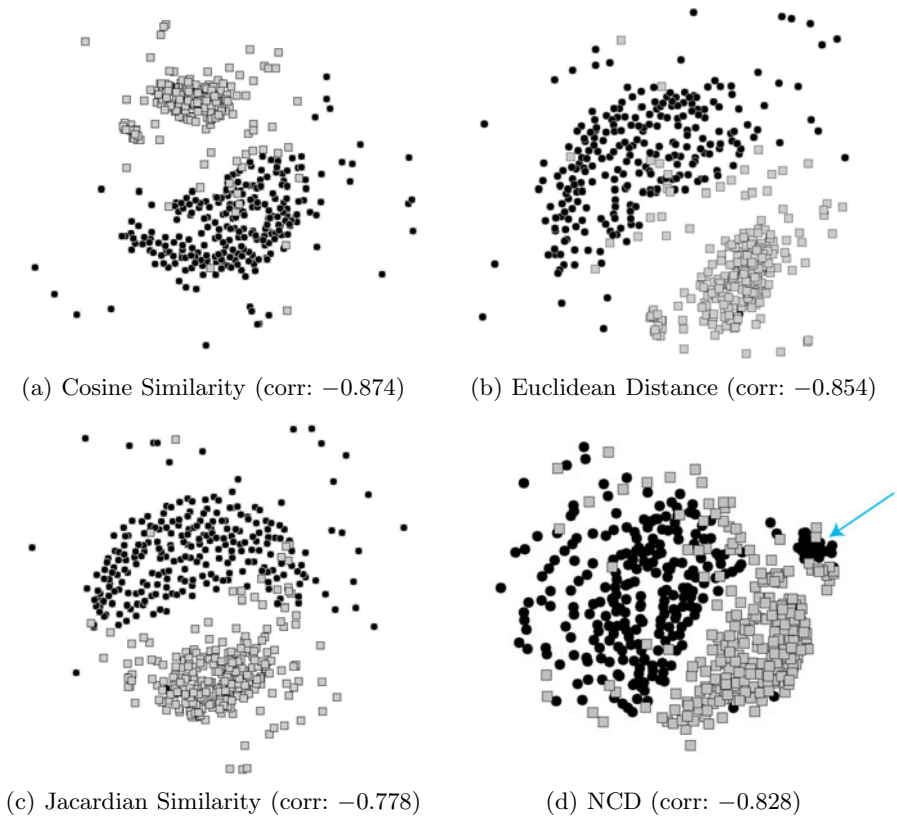 (a) Cosine Similarity (corr: −0.874)
(b) Euclidean Distance (corr: −0.854)
(c) Jacardian Similarity (corr: −0.778)
(d) NCD (corr: −0.828)